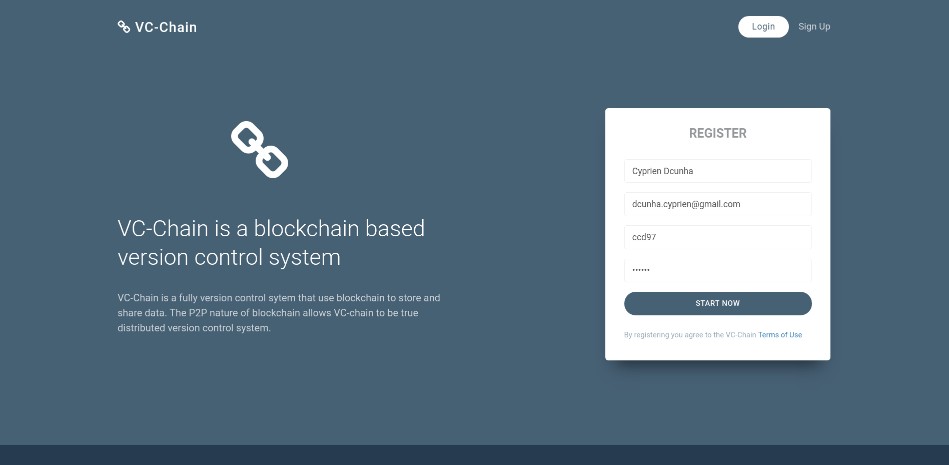 VC-Chain
Login
Sign Up
VC-Chain is a blockchain based
version control system
VC-Chain is a fully version control sytem that use blockchain to store and
share data. The P2P nature of blockchain allows VC-chain to be true
distributed version control system.
REGISTER
Cyprien Dcunha
dcunha.cyprien@gmail.com
ccd97
••••••
START NOW
By registering you agree to the VC-Chain Terms of Use